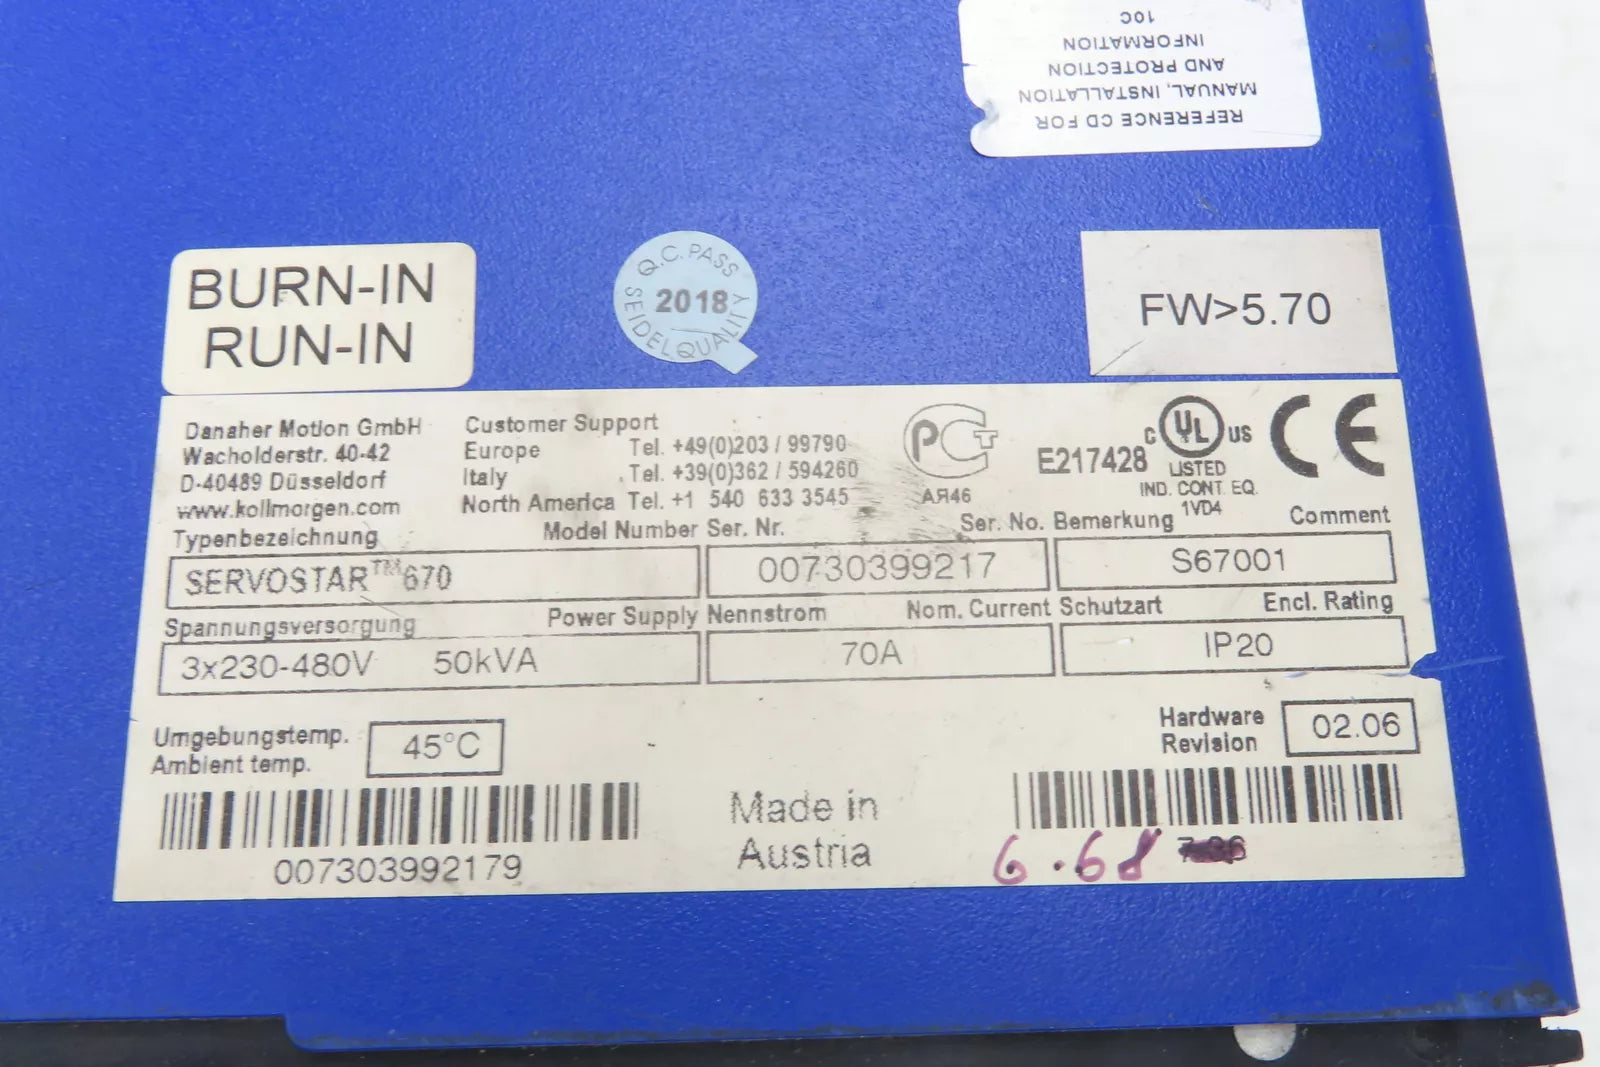 REFERENCE CD FOR
MANUAL, INSTALLATION
AND PROTECTION
INFORMATION
10C
BURN-IN
RUN-IN
Q.C. PASS
2018
SEIDEL QUALITY
FW>5.70
Danaher Motion GmbH
Wacholderstr. 40-42
D-40489 Düsseldorf
www.kollmorgen.com
Customer Support
Europe Tel. +49(0)203 / 99790
Italy Tel. +39(0)362 / 594260
North America Tel. +1 540 633 3545
РСТ
АЯ46
E217428
C UL US
LISTED
IND. CONT. EQ.
1VD4
CE
Typenbezeichnung Model Number
SERVOSTAR™670
Ser. Nr. Ser. No.
00730399217
Bemerkung Comment
S67001
Spannungsversorgung Power Supply
3x230-480V 50kVA
Nennstrom Nom. Current
70A
Schutzart Encl. Rating
IP20
Umgebungstemp.
Ambient temp.
45°C
Hardware
Revision
02.06
007303992179
Made in
Austria
6.68